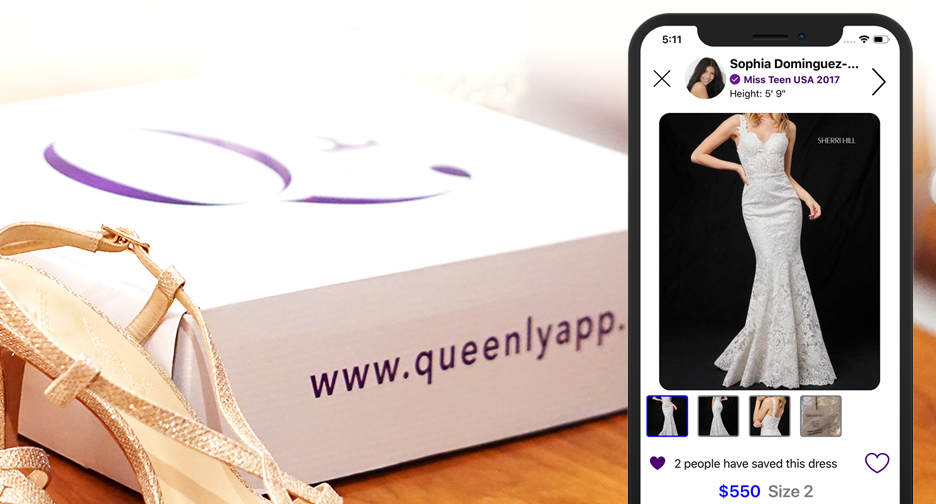 www.queenlyapp.
5:11
Sophia Dominguez-...
Miss Teen USA 2017
Height: 5' 9"
SHERRI HILL
2 people have saved this dress
$550 Size 2